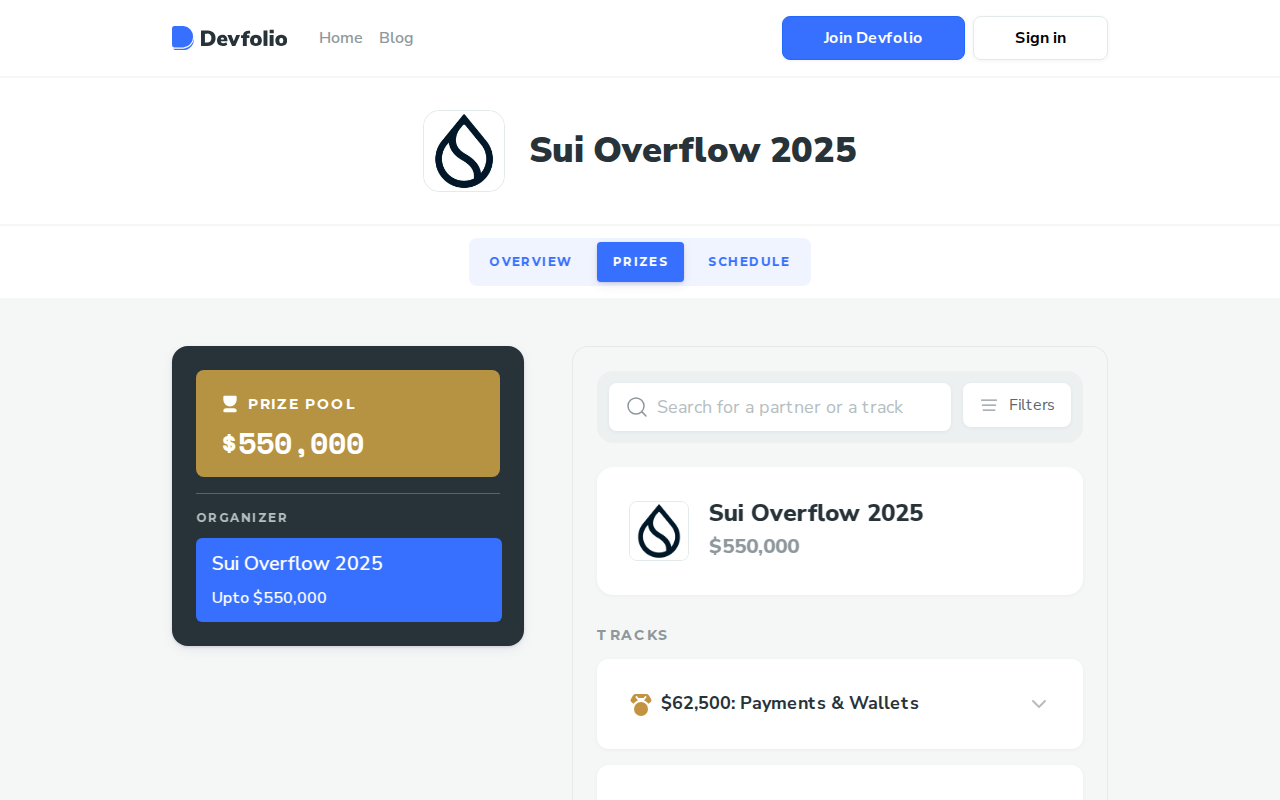 Devfolio
Home
Blog
Join Devfolio
Sign in
Sui Overflow 2025
OVERVIEW
PRIZES
SCHEDULE
PRIZE POOL
$550,000
ORGANIZER
Sui Overflow 2025
Upto $550,000
Search for a partner or a track
Filters
Sui Overflow 2025
$550,000
TRACKS
$62,500: Payments & Wallets